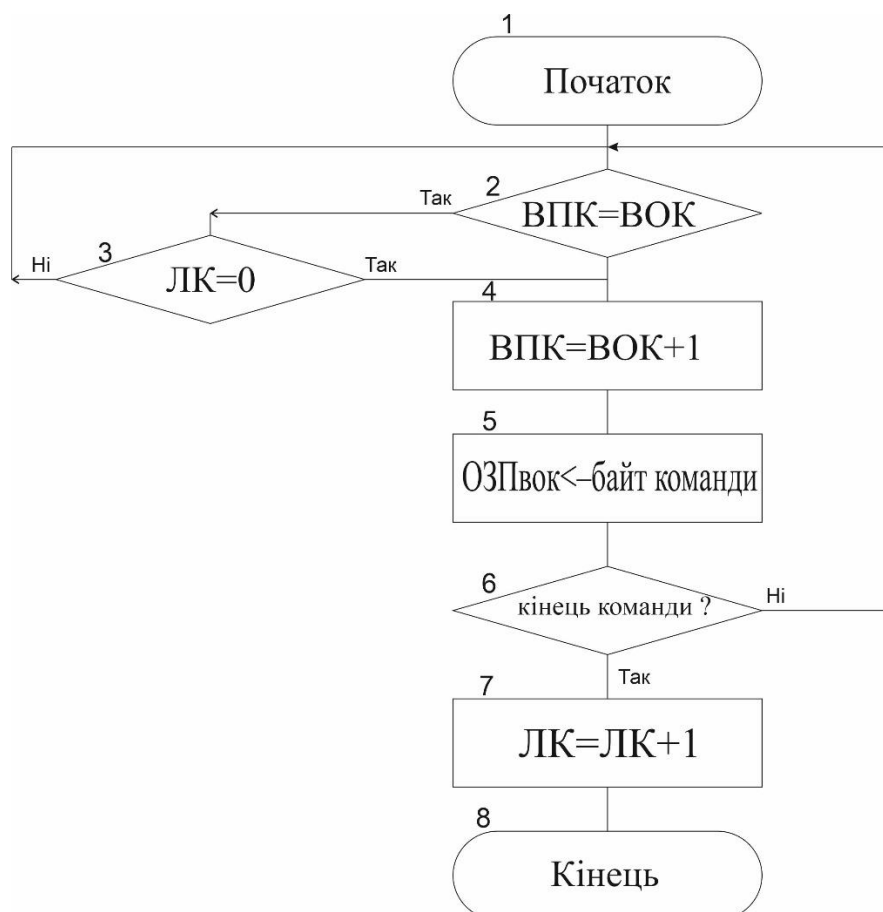 1
Початок
2
Так
ВПК=ВОК
3
Ні
ЛК=0
Так
4
ВПК=ВОК+1
5
ОЗПвок<–байт команди
6
кінець команди ?
Ні
Так
7
ЛК=ЛК+1
8
Кінець